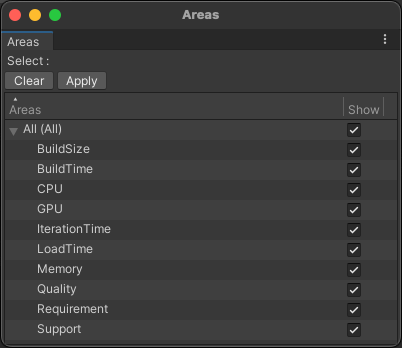 Areas
Areas
Select :
Clear Apply
Areas Show
All (All)
BuildSize
BuildTime
CPU
GPU
IterationTime
LoadTime
Memory
Quality
Requirement
Support